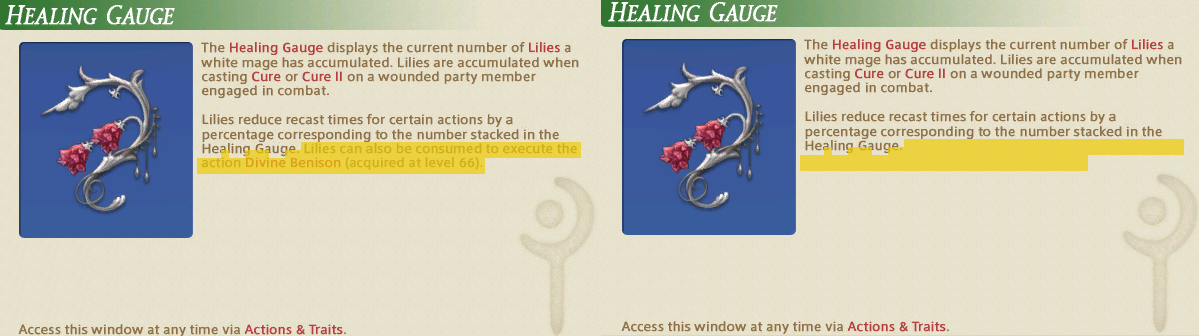 HEALING GAUGE
The Healing Gauge displays the current number of Lilies a
white mage has accumulated. Lilies are accumulated when
casting Cure or Cure II on a wounded party member
engaged in combat.
Lilies reduce recast times for certain actions by a
percentage corresponding to the number stacked in the
Healing Gauge. Lilies can also be consumed to execute the
action Divine Benison (acquired at level 66).
Access this window at any time via Actions & Traits.
HEALING GAUGE
The Healing Gauge displays the current number of Lilies a
white mage has accumulated. Lilies are accumulated when
casting Cure or Cure II on a wounded party member
engaged in combat.
Lilies reduce recast times for certain actions by a
percentage corresponding to the number stacked in the
Healing Gauge.
Access this window at any time via Actions & Traits.